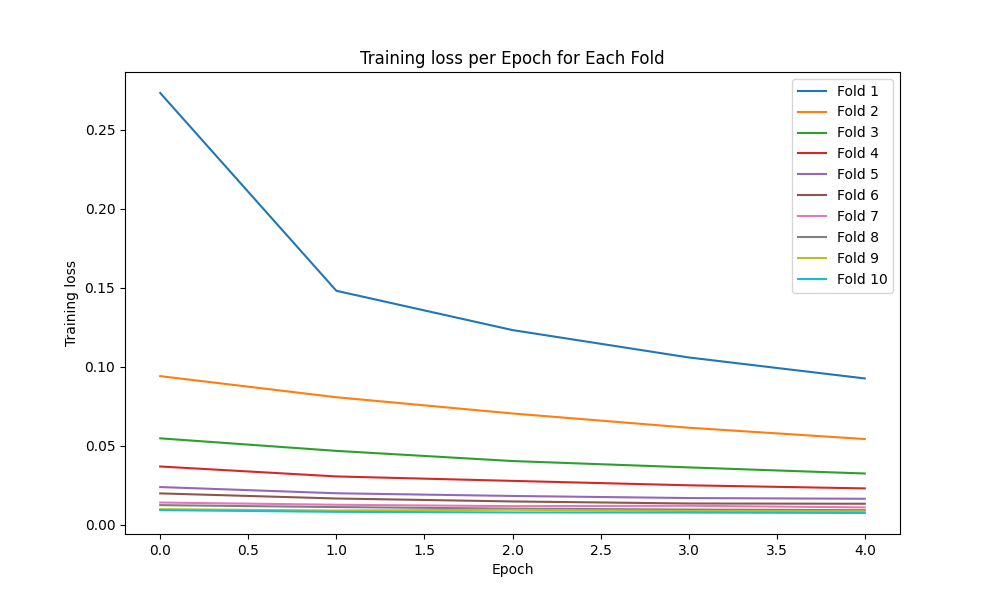 Training loss per Epoch for Each Fold
Fold 1
Fold 2
Fold 3
Fold 4
Fold 5
Fold 6
Fold 7
Fold 8
Fold 9
Fold 10
Training loss
0.25
0.20
0.15
0.10
0.05
0.00
0.0 0.5 1.0 1.5 2.0 2.5 3.0 3.5 4.0
Epoch